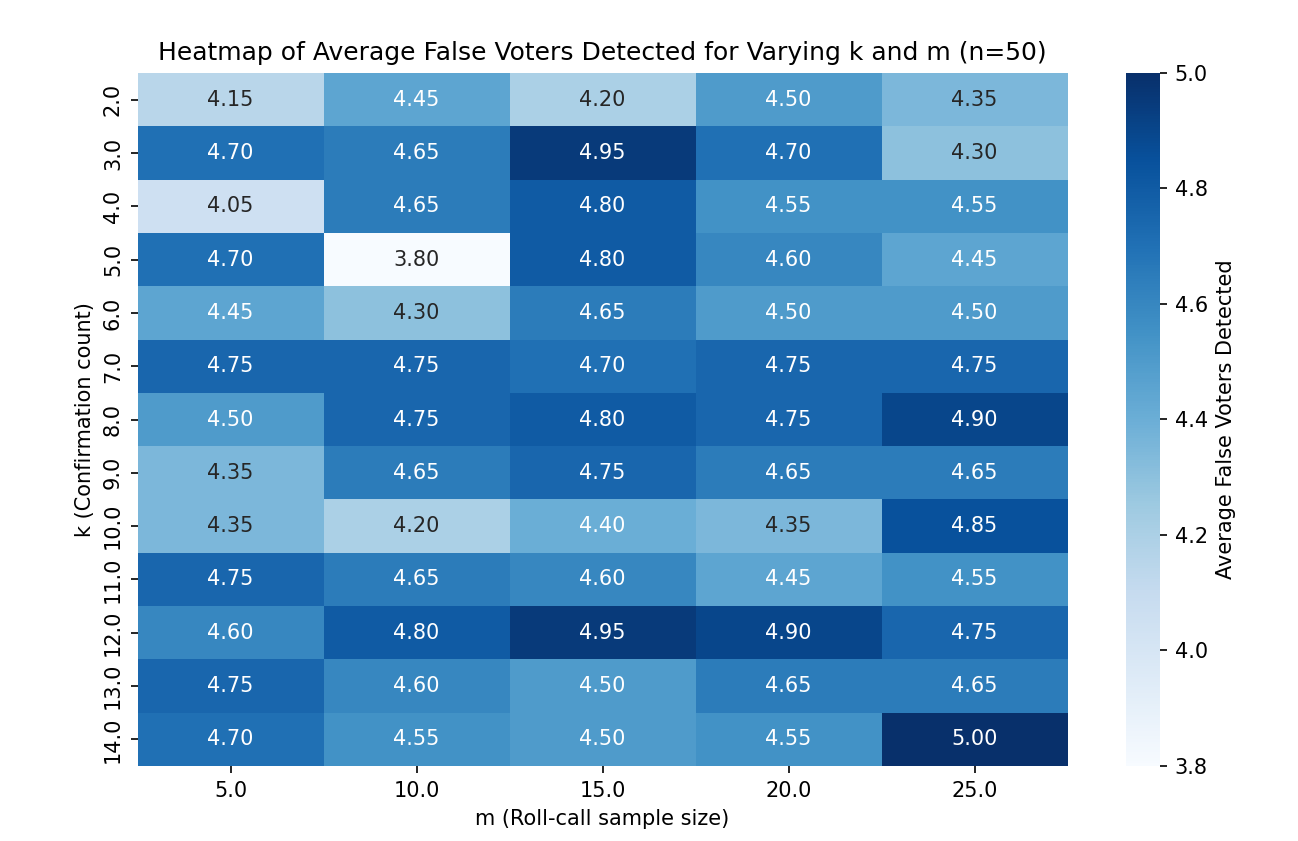 Heatmap of Average False Voters Detected for Varying k and m (n=50)
2.0 4.15 4.45 4.20 4.50 4.35
3.0 4.70 4.65 4.95 4.70 4.30
4.0 4.05 4.65 4.80 4.55 4.55
5.0 4.70 3.80 4.80 4.60 4.45
6.0 4.45 4.30 4.65 4.50 4.50
7.0 4.75 4.75 4.70 4.75 4.75
8.0 4.50 4.75 4.80 4.75 4.90
9.0 4.35 4.65 4.75 4.65 4.65
10.0 4.35 4.20 4.40 4.35 4.85
11.0 4.75 4.65 4.60 4.45 4.55
12.0 4.60 4.80 4.95 4.90 4.75
13.0 4.75 4.60 4.50 4.65 4.65
14.0 4.70 4.55 4.50 4.55 5.00
5.0 10.0 15.0 20.0 25.0
m (Roll-call sample size)
k (Confirmation count)
5.0
4.8
4.6
4.4
4.2
4.0
3.8
Average False Voters Detected